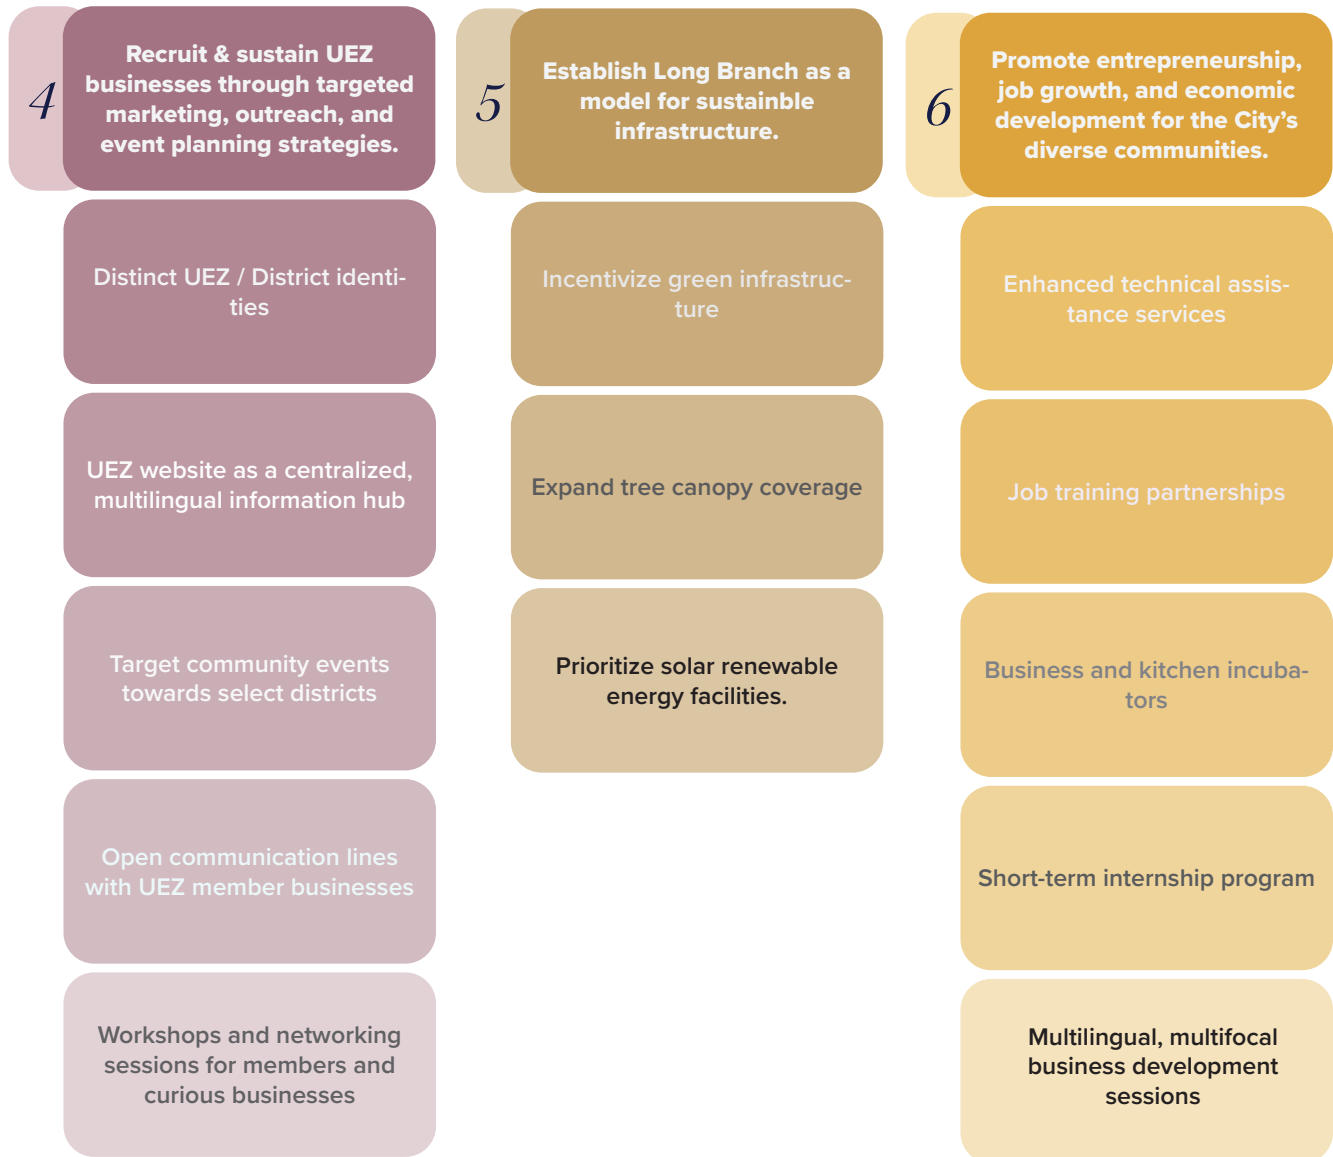 4
Recruit & sustain UEZ
businesses through targeted
marketing, outreach, and
event planning strategies.
Distinct UEZ / District identi-
ties
UEZ website as a centralized,
multilingual information hub
Target community events
towards select districts
Open communication lines
with UEZ member businesses
Workshops and networking
sessions for members and
curious businesses
5
Establish Long Branch as a
model for sustainble
infrastructure.
Incentivize green infrastruc-
ture
Expand tree canopy coverage
Prioritize solar renewable
energy facilities.
6
Promote entrepreneurship,
job growth, and economic
development for the City’s
diverse communities.
Enhanced technical assis-
tance services
Job training partnerships
Business and kitchen incuba-
tors
Short-term internship program
Multilingual, multifocal
business development
sessions